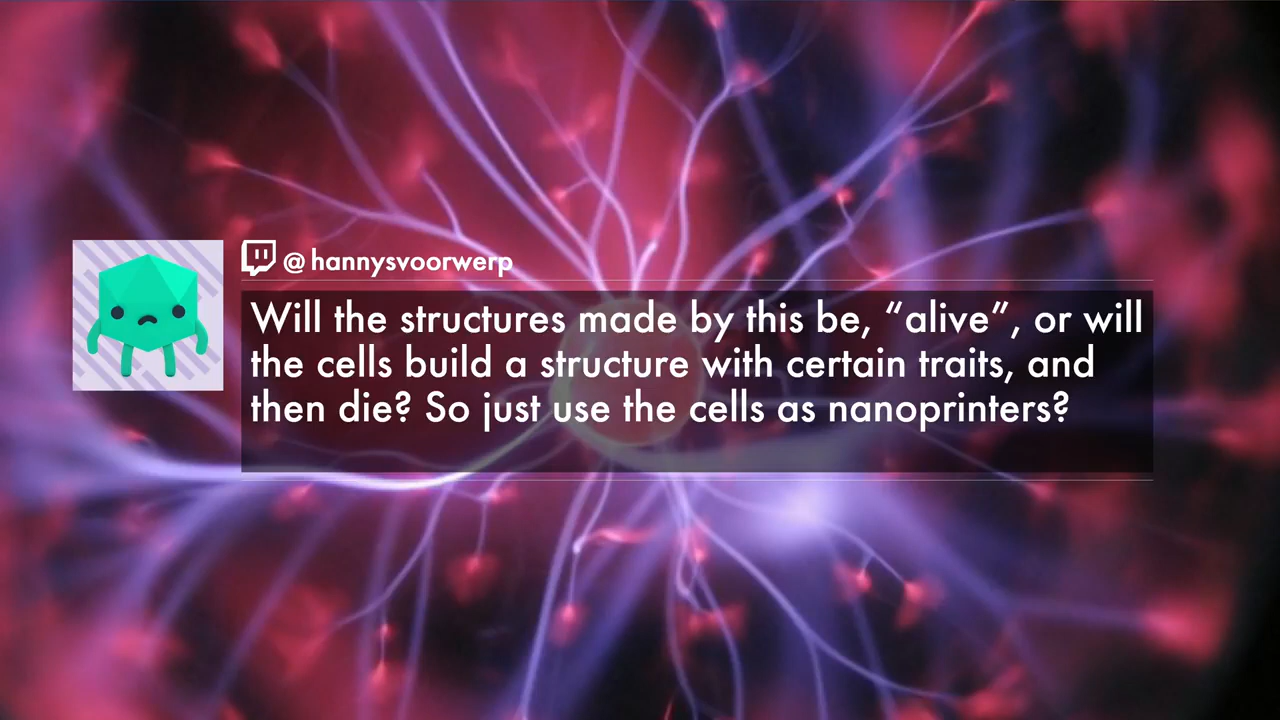 @hannysvoorwerp
Will the structures made by this be, “alive”, or will
the cells build a structure with certain traits, and
then die? So just use the cells as nanoprinters?